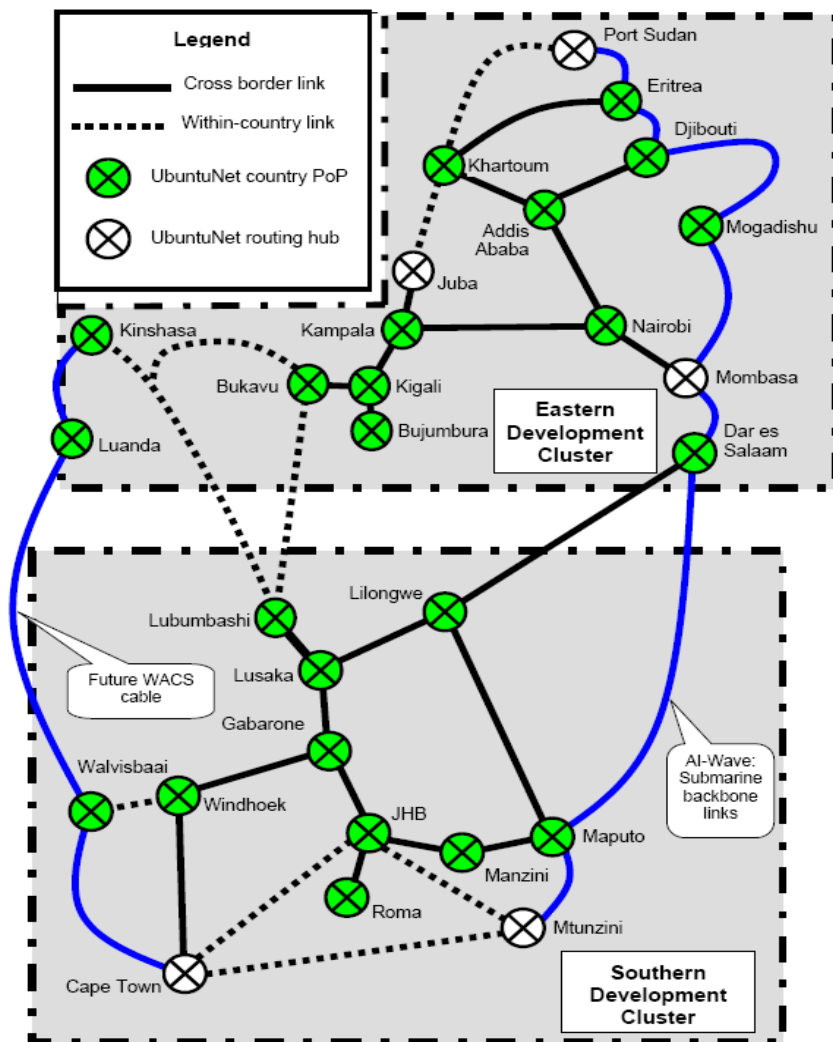 Legend
Cross border link
Within-country link
UbuntuNet country PoP
UbuntuNet routing hub
Port Sudan
Eritrea
Djibouti
Khartoum
Addis
Ababa
Mogadishu
Juba
Kinshasa
Kampala
Nairobi
Bukavu
Kigali
Mombasa
Bujumbura
Luanda
Eastern
Development
Cluster
Dar es
Salaam
Lilongwe
Lubumbashi
Lusaka
Future WACS
cable
Gabarone
Walvisbaai
Windhoek
JHB
AI-Wave:
Submarine
backbone
links
Maputo
Manzini
Roma
Mtunzini
Cape Town
Southern
Development
Cluster